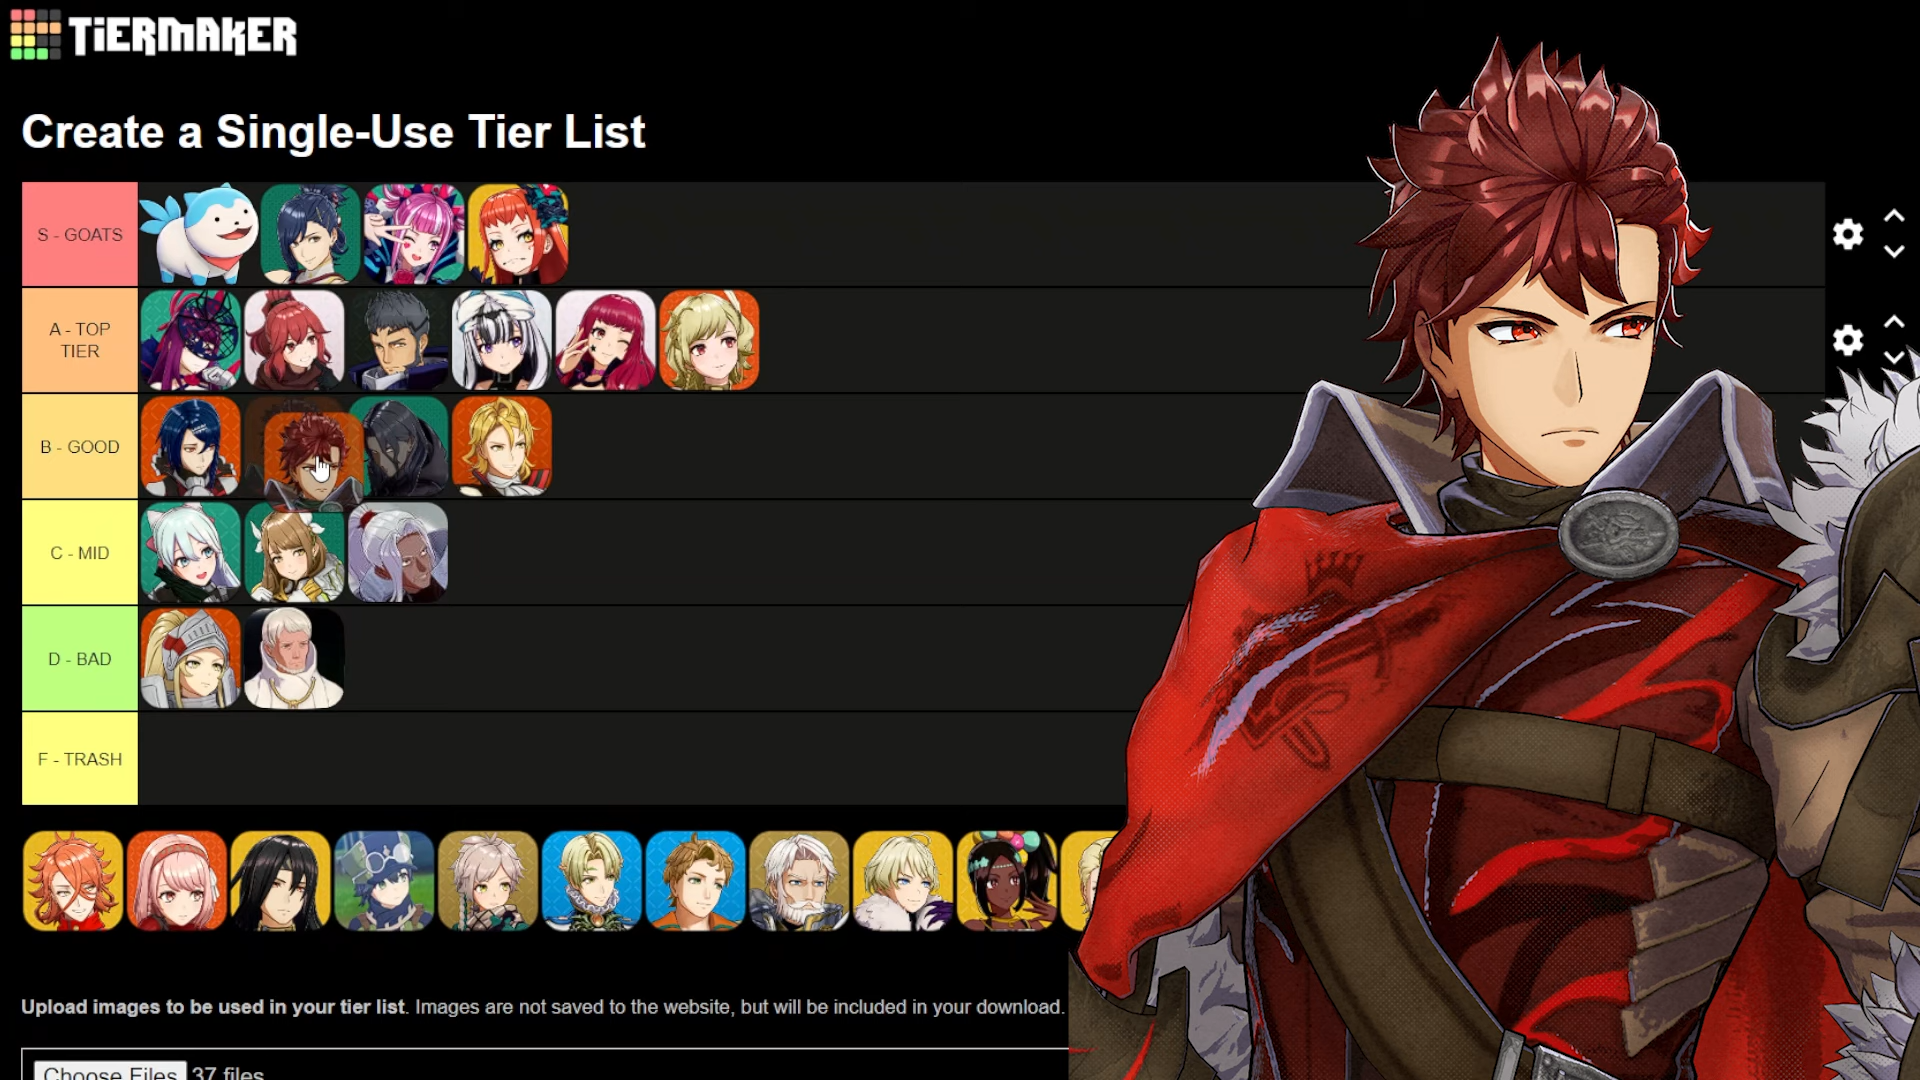 TiERMAKER
Create a Single-Use Tier List
S - GOATS
A - TOP
TIER
B - GOOD
C - MID
D - BAD
F - TRASH
Upload images to be used in your tier list. Images are not saved to the website, but will be included in your download.
Choose Files 37 files